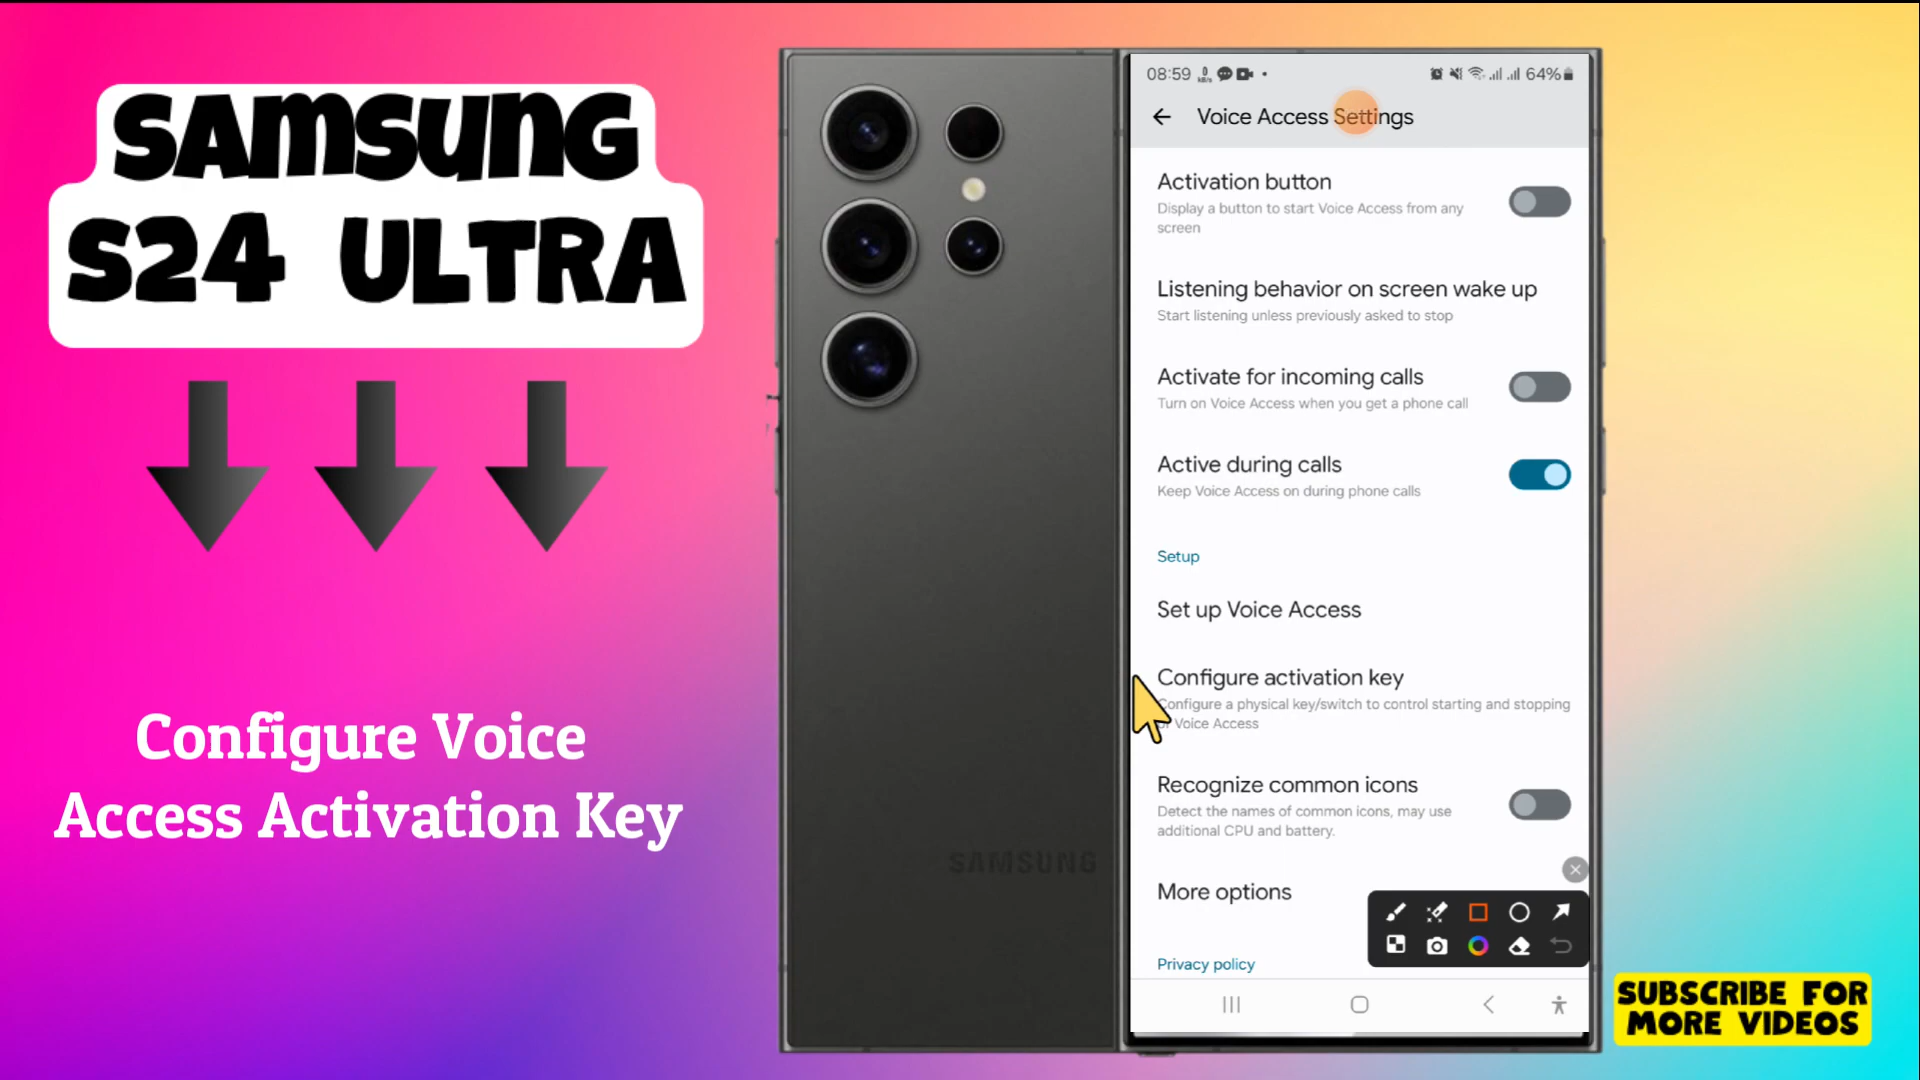 SAMSUNG
S24 ULTRA
Configure Voice
Access Activation Key
SAMSUNG
08:59
64%
Voice Access Settings
Activation button
Display a button to start Voice Access from any
screen
Listening behavior on screen wake up
Start listening unless previously asked to stop
Activate for incoming calls
Turn on Voice Access when you get a phone call
Active during calls
Keep Voice Access on during phone calls
Setup
Set up Voice Access
Configure activation key
Configure a physical key/switch to control starting and stopping
of Voice Access
Recognize common icons
Detect the names of common icons, may use
additional CPU and battery.
More options
Privacy policy
SUBSCRIBE FOR
MORE VIDEOS